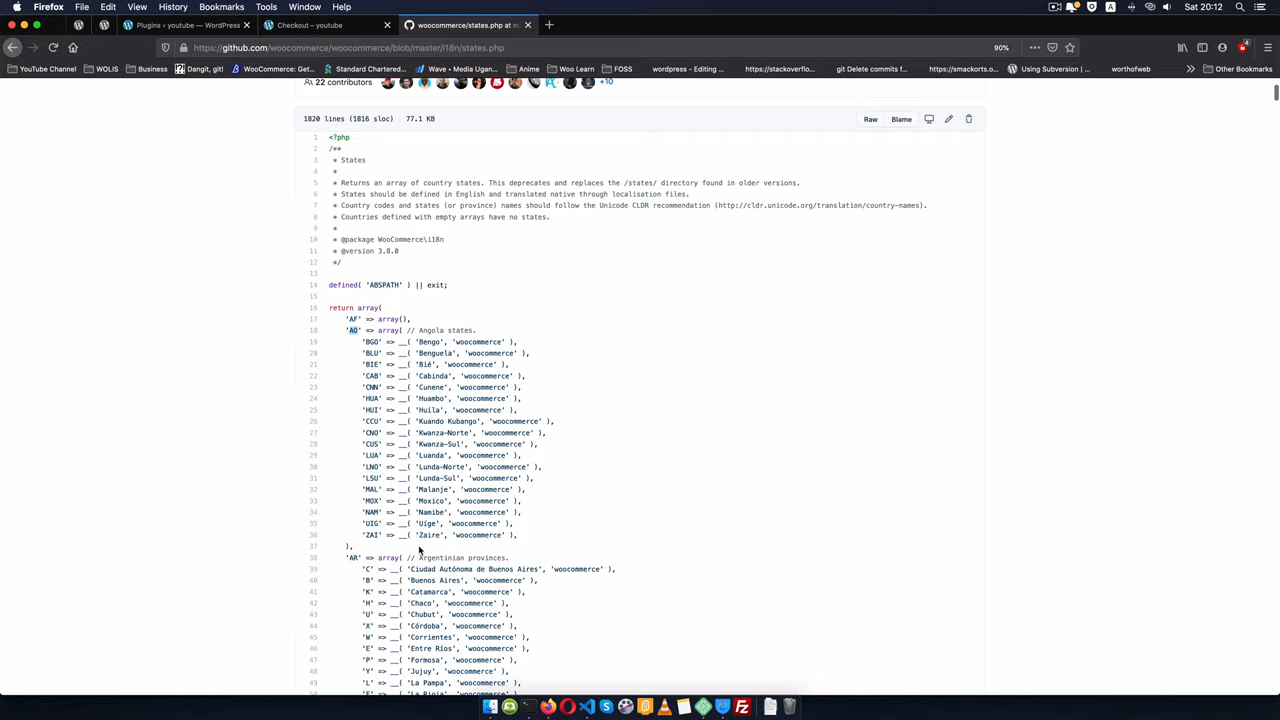 Firefox File Edit View History Bookmarks Tools Window Help
Sat 20:12
Plugins ‹ youtube — WordPress
Checkout – youtube
woocommerce/states.php at m
https://github.com/woocommerce/woocommerce/blob/master/i18n/states.php
90%
YouTube Channel WOLIS Business Dangit, git! WooCommerce: Get... Standard Chartered... Wave • Media Ugan... Anime Woo Learn FOSS wordpress - Editing ... https://stackoverflo... git Delete commits f... https://smackorts.o... Using Subversion | ... worthofweb Other Bookmarks
22 contributors
+10
1820 lines (1816 sloc) 77.1 KB
Raw Blame
1 <?php
2 /**
3 * States
4 *
5 * Returns an array of country states. This deprecates and replaces the /states/ directory found in older versions.
6 * States should be defined in English and translated native through localisation files.
7 * Country codes and states (or province) names should follow the Unicode CLDR recommendation (http://cldr.unicode.org/translation/country-names).
8 * Countries defined with empty arrays have no states.
9 *
10 * @package WooCommerce\i18n
11 * @version 3.8.0
12 */
13
14 defined( 'ABSPATH' ) || exit;
15
16 return array(
17 'AF' => array(),
18 'AO' => array( // Angola states.
19 'BGO' => __( 'Bengo', 'woocommerce' ),
20 'BLU' => __( 'Benguela', 'woocommerce' ),
21 'BIE' => __( 'Bié', 'woocommerce' ),
22 'CAB' => __( 'Cabinda', 'woocommerce' ),
23 'CNN' => __( 'Cunene', 'woocommerce' ),
24 'HUA' => __( 'Huambo', 'woocommerce' ),
25 'HUI' => __( 'Huíla', 'woocommerce' ),
26 'CCU' => __( 'Kuando Kubango', 'woocommerce' ),
27 'CNO' => __( 'Kwanza-Norte', 'woocommerce' ),
28 'CUS' => __( 'Kwanza-Sul', 'woocommerce' ),
29 'LUA' => __( 'Luanda', 'woocommerce' ),
30 'LNO' => __( 'Lunda-Norte', 'woocommerce' ),
31 'LSU' => __( 'Lunda-Sul', 'woocommerce' ),
32 'MAL' => __( 'Malanje', 'woocommerce' ),
33 'MOX' => __( 'Moxico', 'woocommerce' ),
34 'NAM' => __( 'Namibe', 'woocommerce' ),
35 'UIG' => __( 'Uíge', 'woocommerce' ),
36 'ZAI' => __( 'Zaire', 'woocommerce' ),
37 ),
38 'AR' => array( // Argentinian provinces.
39 'C' => __( 'Ciudad Autónoma de Buenos Aires', 'woocommerce' ),
40 'B' => __( 'Buenos Aires', 'woocommerce' ),
41 'K' => __( 'Catamarca', 'woocommerce' ),
42 'H' => __( 'Chaco', 'woocommerce' ),
43 'U' => __( 'Chubut', 'woocommerce' ),
44 'X' => __( 'Córdoba', 'woocommerce' ),
45 'W' => __( 'Corrientes', 'woocommerce' ),
46 'E' => __( 'Entre Ríos', 'woocommerce' ),
47 'P' => __( 'Formosa', 'woocommerce' ),
48 'Y' => __( 'Jujuy', 'woocommerce' ),
49 'L' => __( 'La Pampa', 'woocommerce' ),
50 'F' => __( 'La Rioja', 'woocommerce' ),